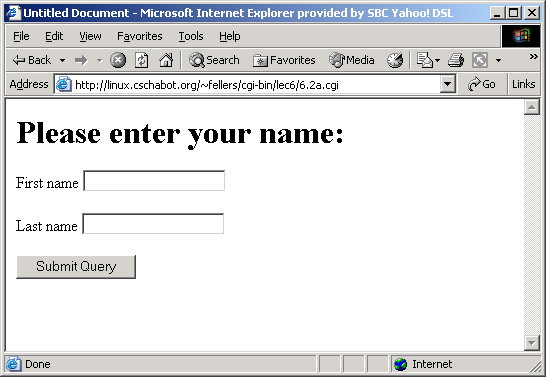 Untitled Document - Microsoft Internet Explorer provided by SBC Yahoo! DSL
File Edit View Favorites Tools Help
Back Search Favorites Media »
Address http://linux.cschabot.org/~fellers/cgi-bin/lec6/6.2a.cgi Go Links
Please enter your name:
First name
Last name
Submit Query
Done Internet